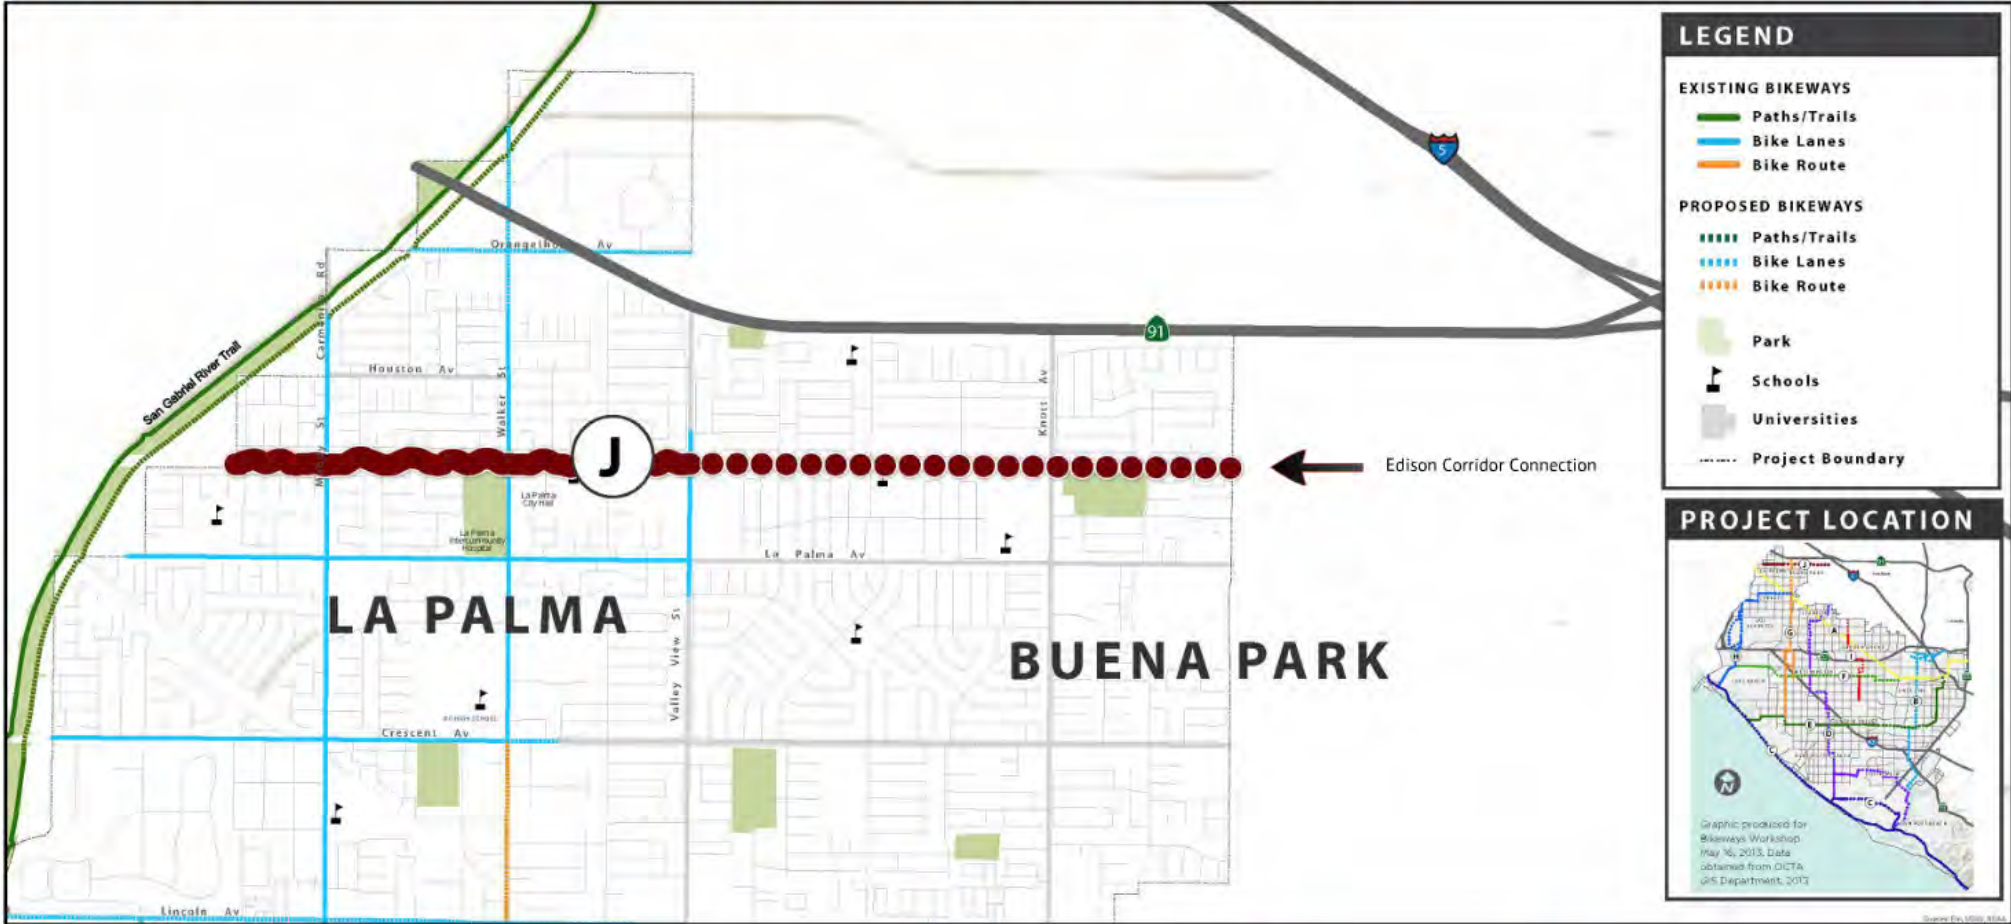 LEGEND
EXISTING BIKEWAYS
Paths/Trails
Bike Lanes
Bike Route
PROPOSED BIKEWAYS
Paths/Trails
Bike Lanes
Bike Route
Park
Schools
Universities
Project Boundary
5
91
Av
San Gabriel River Trail
Houston Av
Walker St
Knott Av
J
Edison Corridor Connection
La Palma
City Hall
La Palma
Intercommunity
Hospital
La Palma Av
LA PALMA
BUENA PARK
Valley View St
Crescent Av
Lincoln Av
PROJECT LOCATION
J
G
A
I
H
F
B
E
D
C
C
N
Graphic produced for
Bikeways Workshop
May 16, 2013. Data
obtained from OCTA
GIS Department, 2013